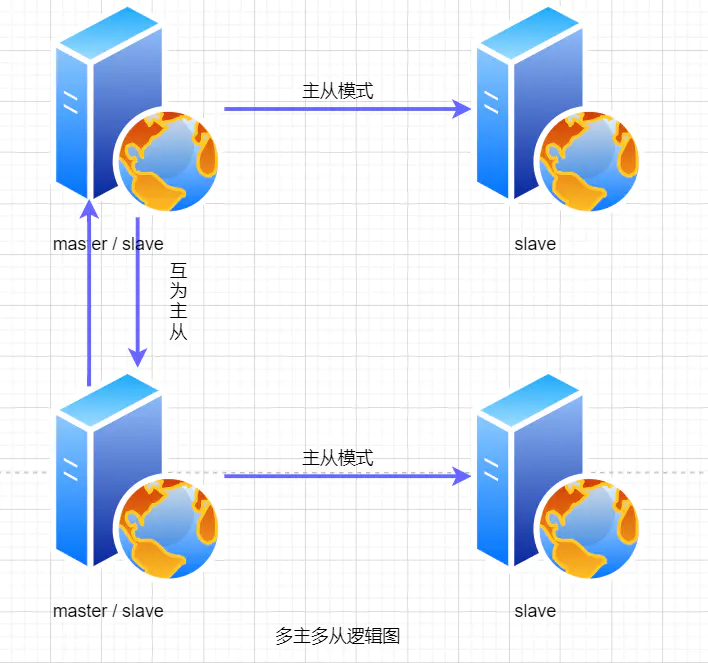 主从模式
master / slave
slave
互
为
主
从
主从模式
master / slave
slave
多主多从逻辑图